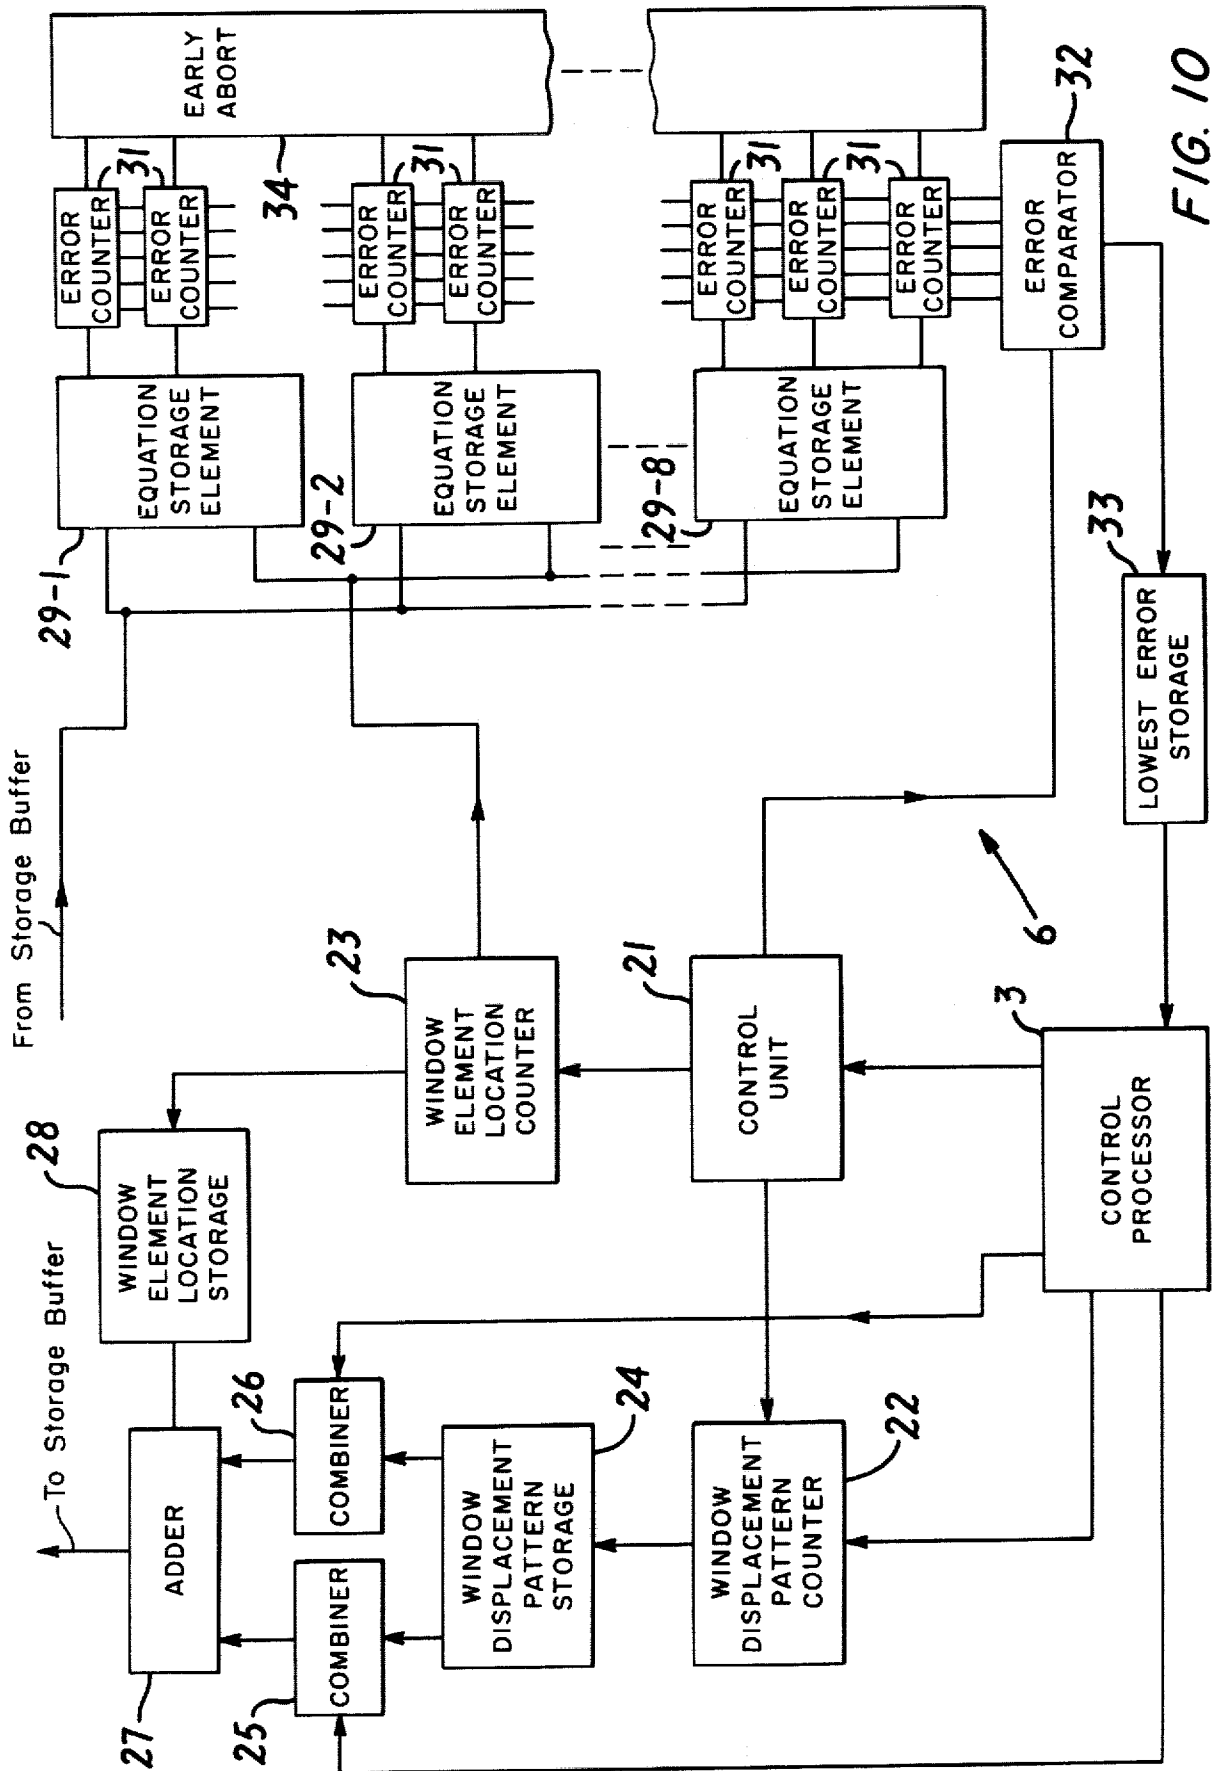 From Storage Buffer
To Storage Buffer
29-1
EQUATION
STORAGE
ELEMENT
ERROR
COUNTER
31
ERROR
COUNTER
34
EARLY
ABORT
29-2
EQUATION
STORAGE
ELEMENT
ERROR
COUNTER
31
ERROR
COUNTER
29-8
EQUATION
STORAGE
ELEMENT
ERROR
COUNTER
31
ERROR
COUNTER
31
ERROR
COUNTER
27
ADDER
28
WINDOW
ELEMENT
LOCATION
STORAGE
25
COMBINER
26
COMBINER
23
WINDOW
ELEMENT
LOCATION
COUNTER
WINDOW
DISPLACEMENT
PATTERN
STORAGE
24
WINDOW
DISPLACEMENT
PATTERN
COUNTER
22
21
CONTROL
UNIT
6
3
CONTROL
PROCESSOR
33
LOWEST ERROR
STORAGE
ERROR
COMPARATOR
32
FIG. 10